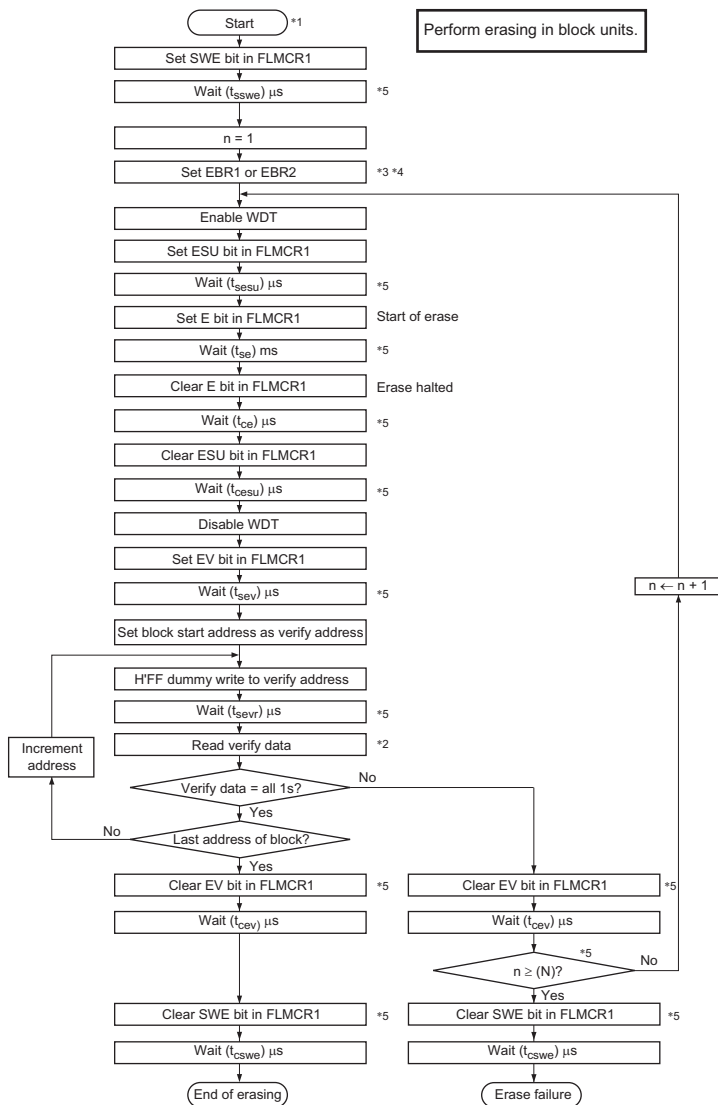 Start *1
Perform erasing in block units.
Set SWE bit in FLMCR1
Wait (tsswe) μs *5
n = 1
Set EBR1 or EBR2 *3 *4
Enable WDT
Set ESU bit in FLMCR1
Wait (tsesu) μs *5
Set E bit in FLMCR1 Start of erase
Wait (tse) ms *5
Clear E bit in FLMCR1 Erase halted
Wait (tce) μs *5
Clear ESU bit in FLMCR1
Wait (tcesu) μs *5
Disable WDT
Set EV bit in FLMCR1
Wait (tsev) μs *5
n ← n + 1
Set block start address as verify address
H'FF dummy write to verify address
Wait (tsevr) μs *5
Read verify data *2
Increment
address
Verify data = all 1s?
No
Yes
Last address of block?
No
Yes
Clear EV bit in FLMCR1 *5
Wait (tcev) μs
Clear EV bit in FLMCR1 *5
Wait (tcev) μs
n ≥ (N)? *5
No
Yes
Clear SWE bit in FLMCR1 *5
Wait (tcswe) μs
End of erasing
Clear SWE bit in FLMCR1 *5
Wait (tcswe) μs
Erase failure